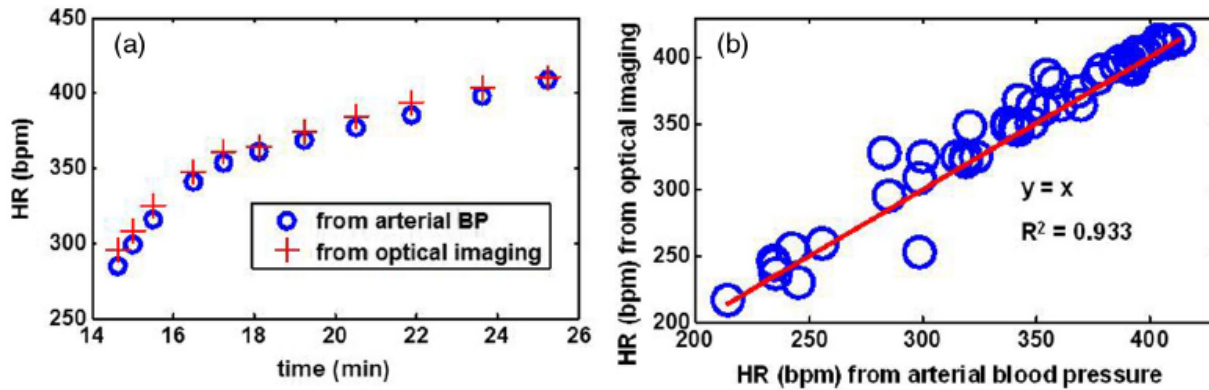 (a)
HR (bpm)
450
400
350
300
250
14 16 18 20 22 24 26
time (min)
from arterial BP
from optical imaging
(b)
HR (bpm) from optical imaging
400
350
300
250
200
200 250 300 350 400
HR (bpm) from arterial blood pressure
y = x
R² = 0.933